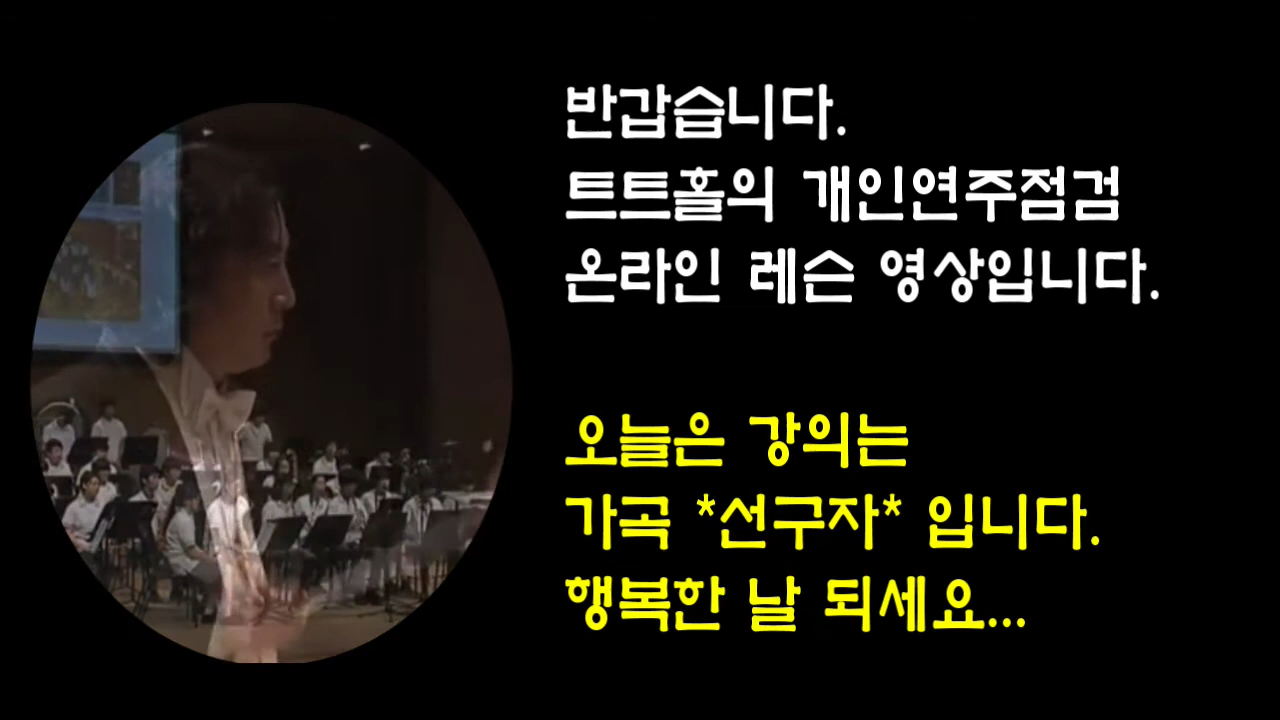 반갑습니다.
트트홀의 개인연주점검
온라인 레슨 영상입니다.
오늘은 강의는
가곡 *선구자* 입니다.
행복한 날 되세요...